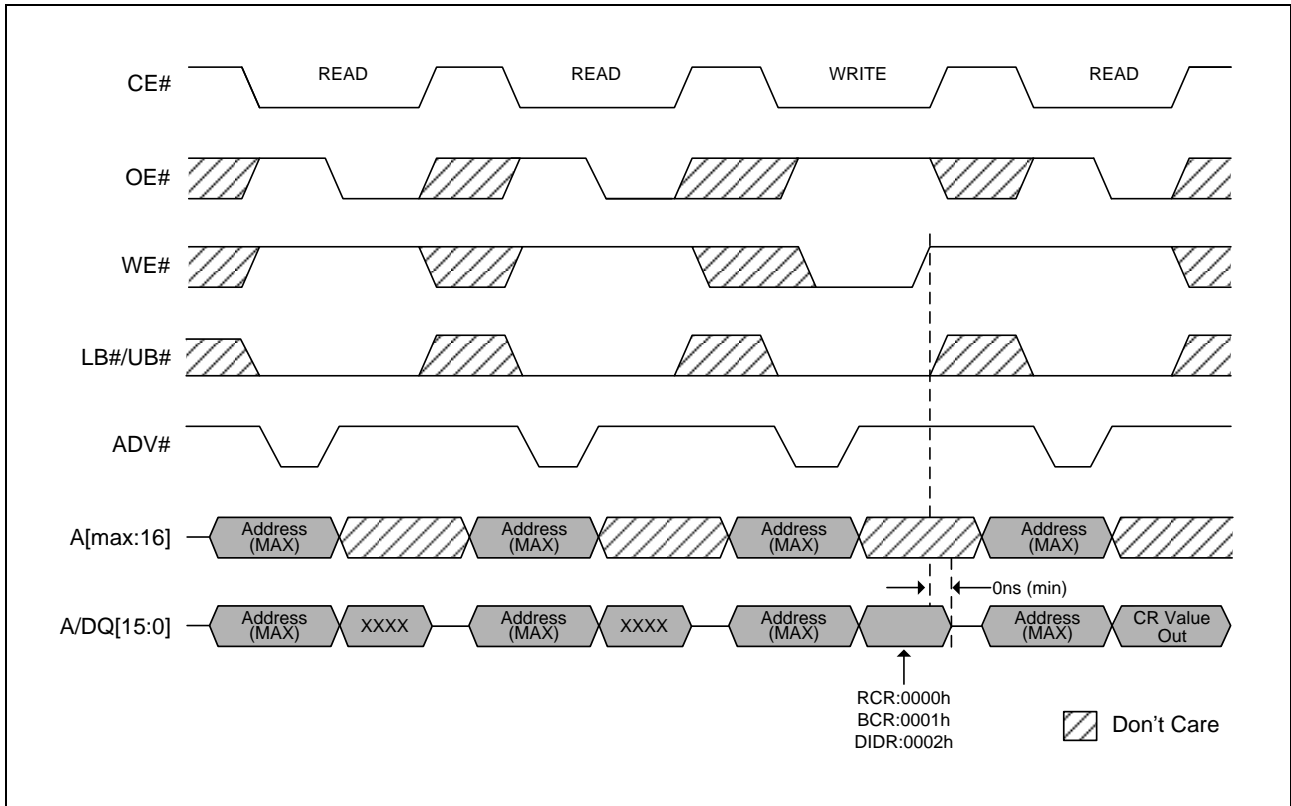 CE#
READ
READ
WRITE
READ
OE#
WE#
LB#/UB#
ADV#
A[max:16]
Address
(MAX)
Address
(MAX)
Address
(MAX)
Address
(MAX)
0ns (min)
A/DQ[15:0]
Address
(MAX)
XXXX
Address
(MAX)
XXXX
Address
(MAX)
Address
(MAX)
CR Value
Out
RCR:0000h
BCR:0001h
DIDR:0002h
Don't Care